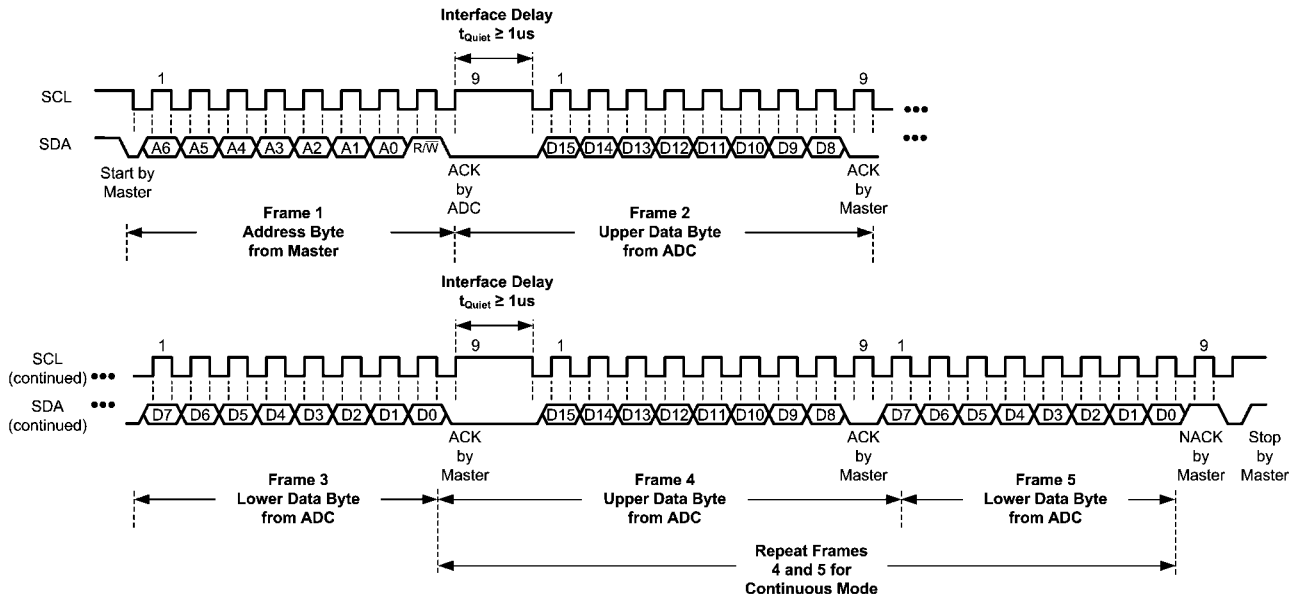 Interface Delay
tQuiet ≥ 1us
1 9 1 9
SCL
SDA A6 A5 A4 A3 A2 A1 A0 R/W̅ D15 D14 D13 D12 D11 D10 D9 D8
Start by
Master
ACK
by
ADC
ACK
by
Master
Frame 1
Address Byte
from Master
Frame 2
Upper Data Byte
from ADC
Interface Delay
tQuiet ≥ 1us
1 9 1 9 1 9
SCL
(continued)
SDA
(continued)
D7 D6 D5 D4 D3 D2 D1 D0 D15 D14 D13 D12 D11 D10 D9 D8 D7 D6 D5 D4 D3 D2 D1 D0
ACK
by
Master
ACK
by
Master
NACK
by
Master
Stop
by
Master
Frame 3
Lower Data Byte
from ADC
Frame 4
Upper Data Byte
from ADC
Frame 5
Lower Data Byte
from ADC
Repeat Frames
4 and 5 for
Continuous Mode